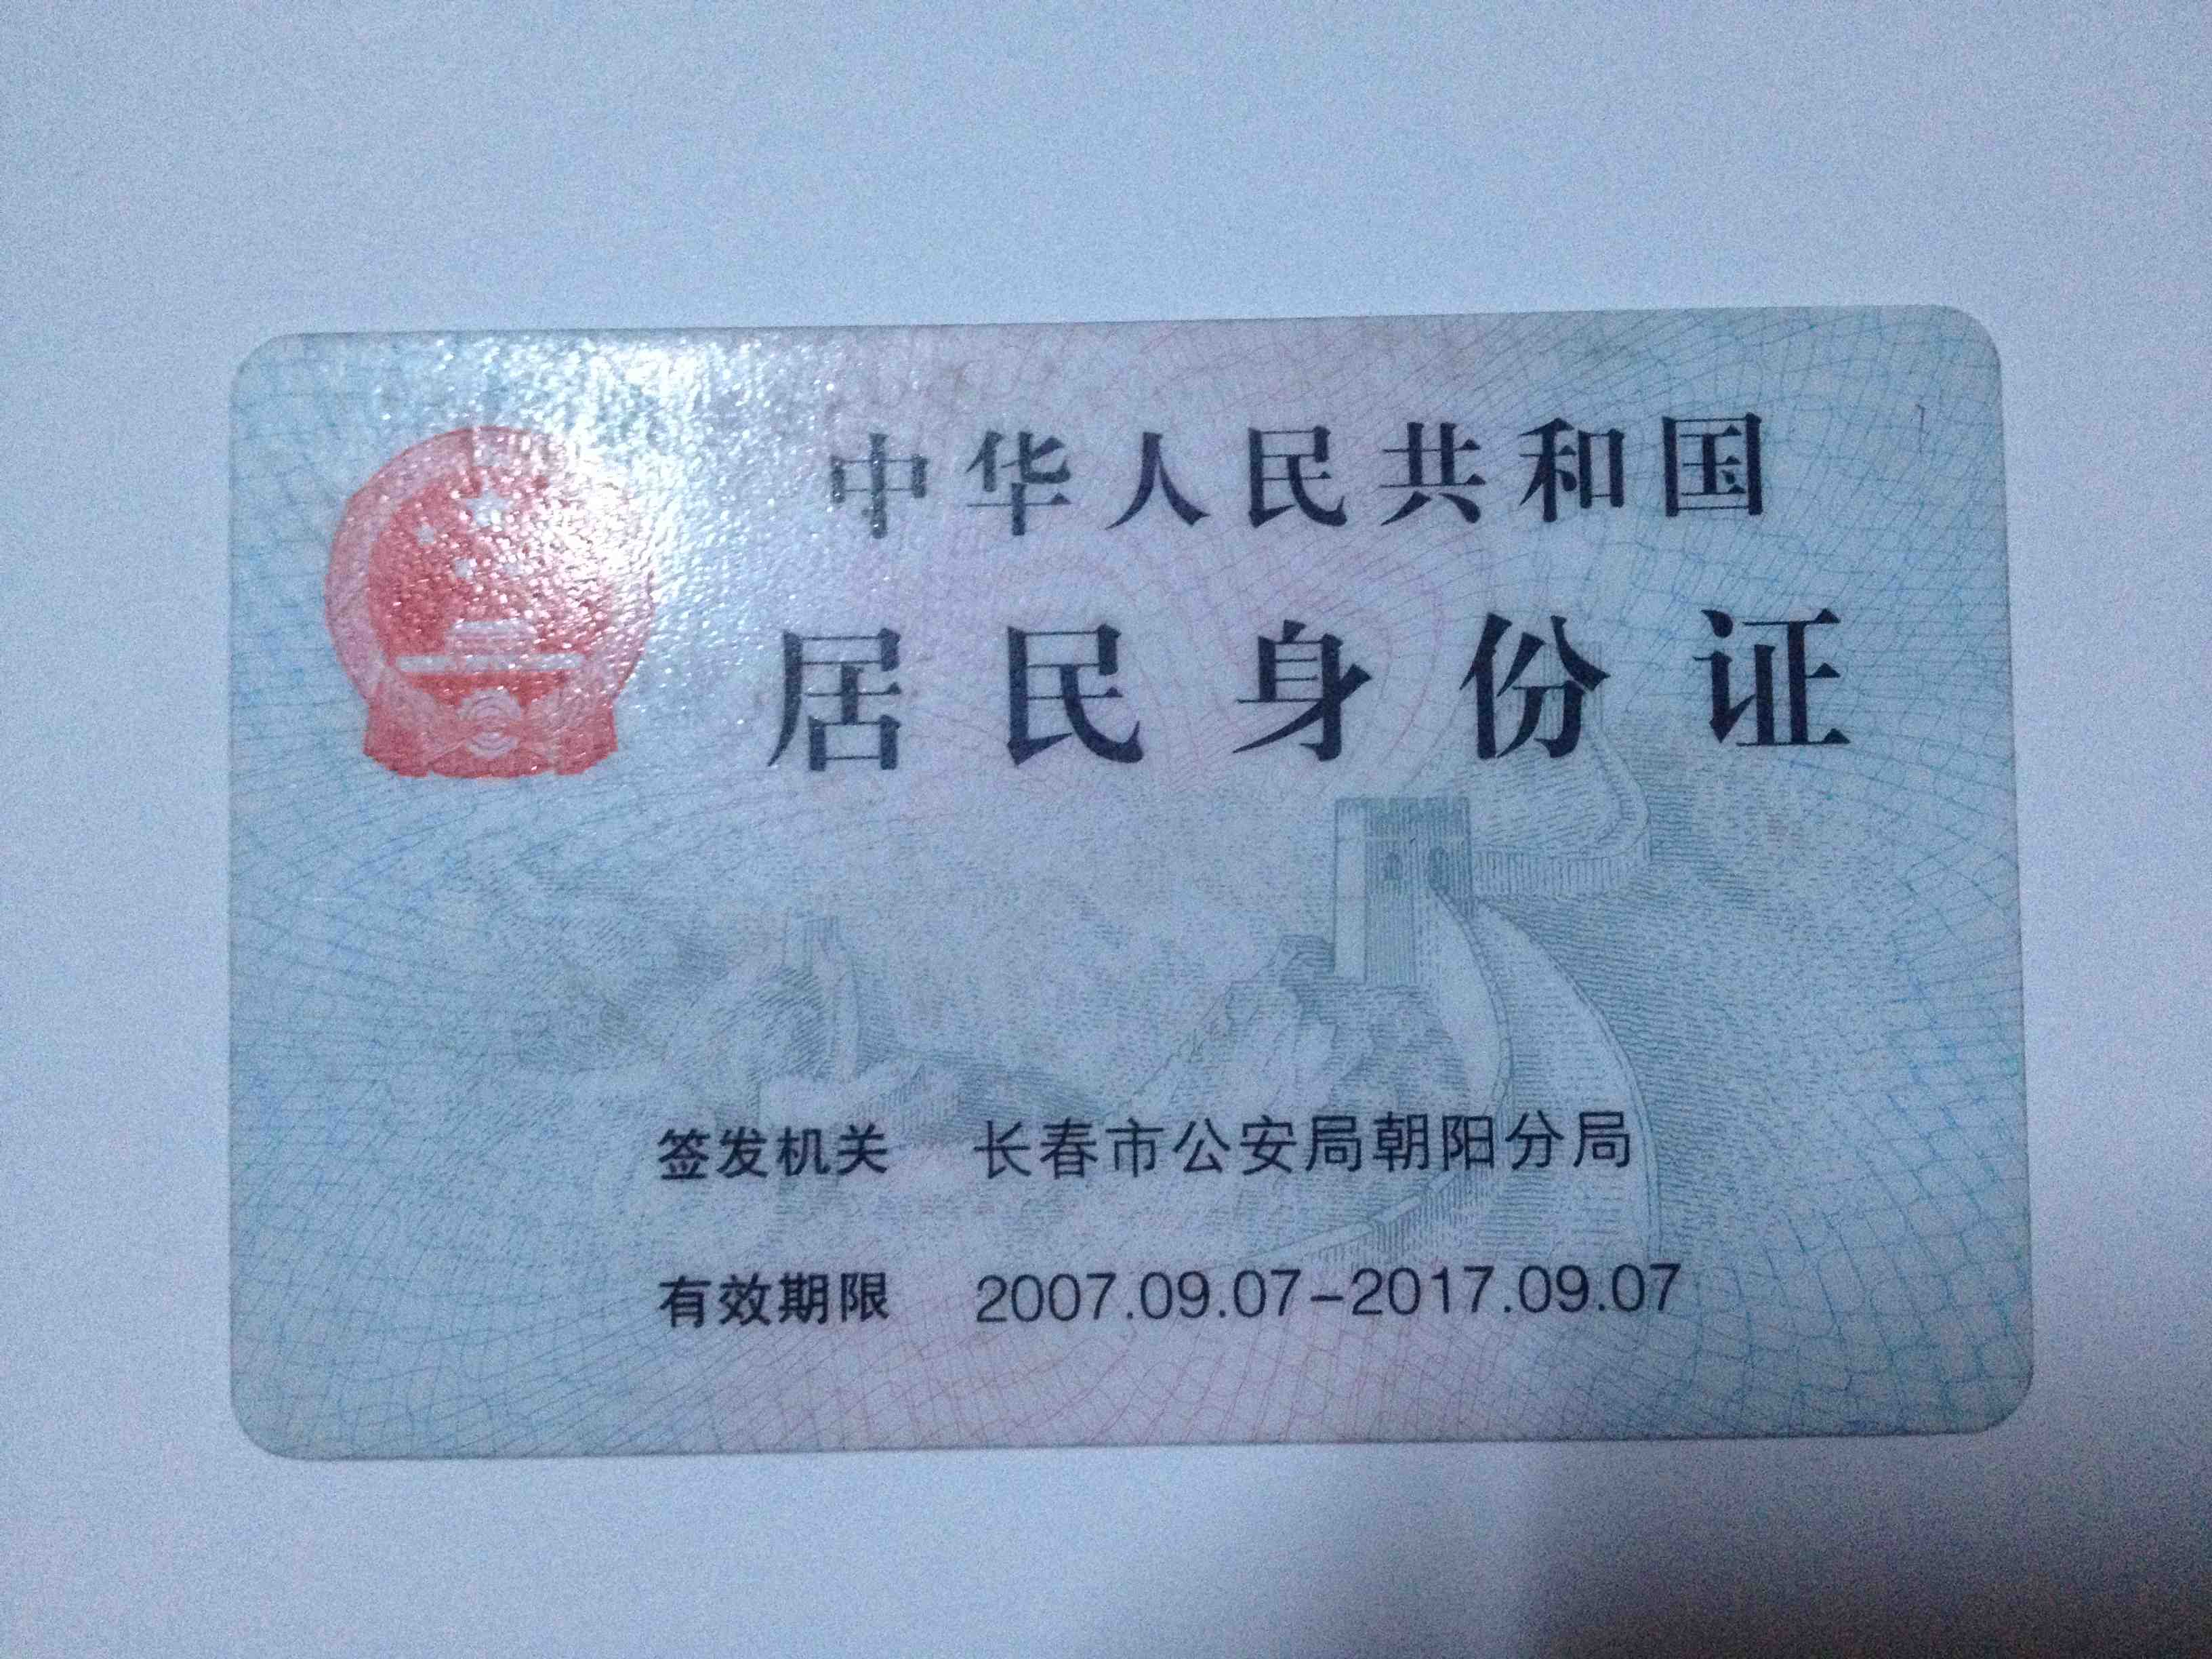 中华人民共和国
居民身份证
签发机关 长春市公安局朝阳分局
有效期限 2007.09.07-2017.09.07